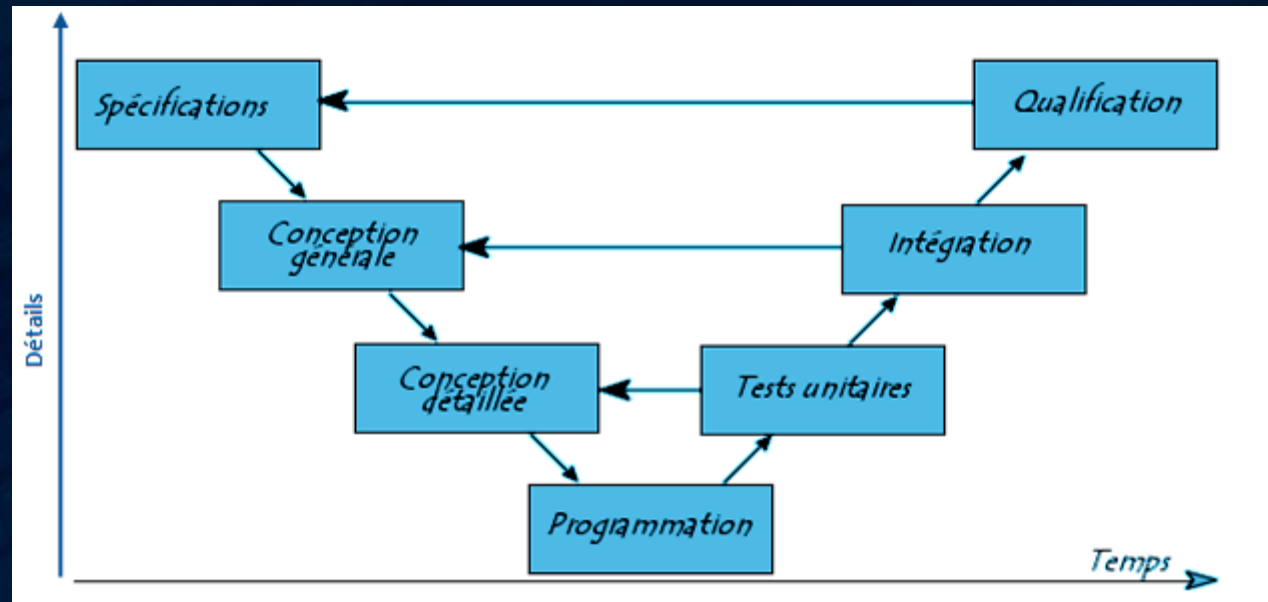 Spécifications
Qualification
Conception
générale
Intégration
Conception
détaillée
Tests unitaires
Programmation
Détails
Temps